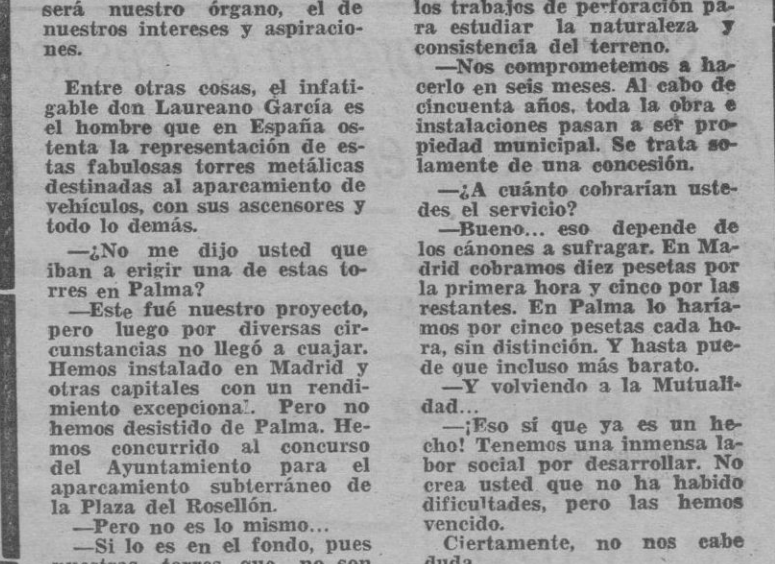 será nuestro órgano, el de
nuestros intereses y aspiracio-
nes.
Entre otras cosas, el infati-
gable don Laureano García es
el hombre que en España os-
tenta la representación de es-
tas fabulosas torres metálicas
destinadas al aparcamiento de
vehículos, con sus ascensores y
todo lo demás.
—¿No me dijo usted que
iban a erigir una de estas to-
rres en Palma?
—Este fué nuestro proyecto,
pero luego por diversas cir-
cunstancias no llegó a cuajar.
Hemos instalado en Madrid y
otras capitales con un rendi-
miento excepcional. Pero no
hemos desistido de Palma. He-
mos concurrido al concurso
del Ayuntamiento para el
aparcamiento subterráneo de
la Plaza del Rosellón.
—Pero no es lo mismo...
—Si lo es en el fondo, pues
nuestras torres que no son
los trabajos de perforación pa-
ra estudiar la naturaleza y
consistencia del terreno.
—Nos comprometemos a ha-
cerlo en seis meses. Al cabo de
cincuenta años, toda la obra e
instalaciones pasan a ser pro-
piedad municipal. Se trata so-
lamente de una concesión.
—¿A cuánto cobrarían uste-
des el servicio?
—Bueno... eso depende de
los cánones a sufragar. En Ma-
drid cobramos diez pesetas por
la primera hora y cinco por las
restantes. En Palma lo haría-
mos por cinco pesetas cada ho-
ra, sin distinción. Y hasta pue-
de que incluso más barato.
—Y volviendo a la Mutuali-
dad...
—¡Eso sí que ya es un he-
cho! Tenemos una inmensa la-
bor social por desarrollar. No
crea usted que no ha habido
dificultades, pero las hemos
vencido.
Ciertamente, no nos cabe
duda